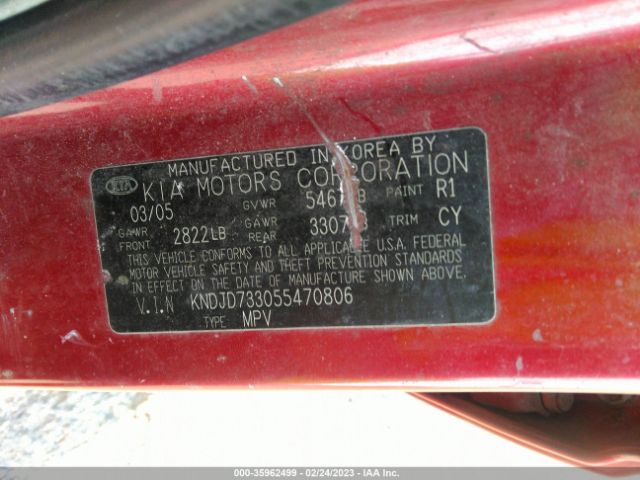 MANUFACTURED IN KOREA BY
KIA KIA MOTORS CORPORATION
03/05 GVWR PAINT R1
GAWR FRONT 2822LB GAWR REAR TRIM CY
THIS VEHICLE CONFORMS TO ALL APPLICABLE U.S.A. FEDERAL
MOTOR VEHICLE SAFETY AND THEFT PREVENTION STANDARDS
IN EFFECT ON THE DATE OF MANUFACTURE SHOWN ABOVE.
V.I.N KNDJD733055470806
TYPE MPV
000-35962499 - 02/24/2023 - IAA Inc.